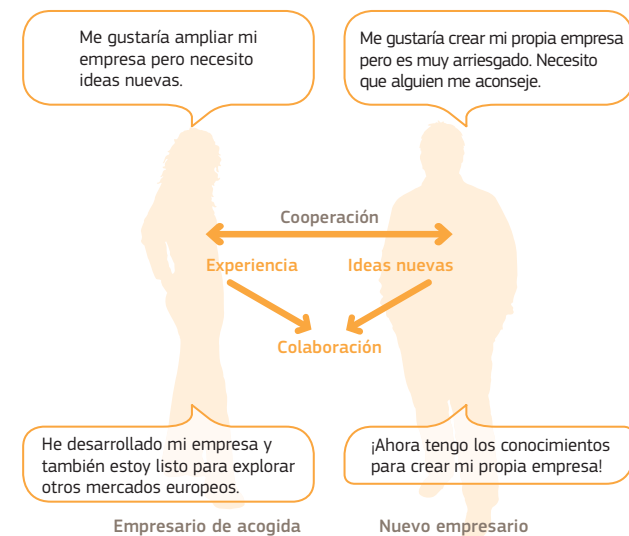 Me gustaría ampliar mi
empresa pero necesito
ideas nuevas.
Me gustaría crear mi propia empresa
pero es muy arriesgado. Necesito
que alguien me aconseje.
Cooperación
Experiencia
Ideas nuevas
Colaboración
He desarrollado mi empresa y
también estoy listo para explorar
otros mercados europeos.
¡Ahora tengo los conocimientos
para crear mi propia empresa!
Empresario de acogida
Nuevo empresario